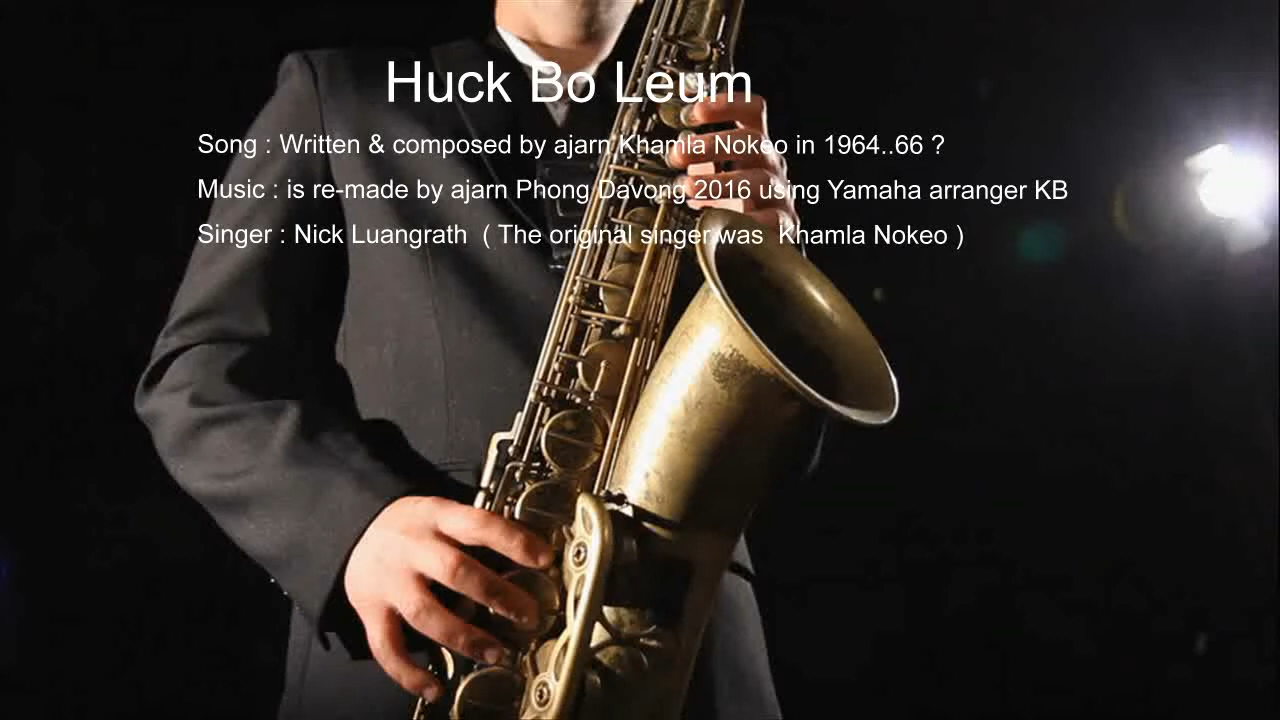 Huck Bo Leum
Song : Written & composed by ajarn Khamla Nokeo in 1964..66 ?
Music : is re-made by ajarn Phong Davong 2016 using Yamaha arranger KB
Singer : Nick Luangrath ( The original singer was Khamla Nokeo )